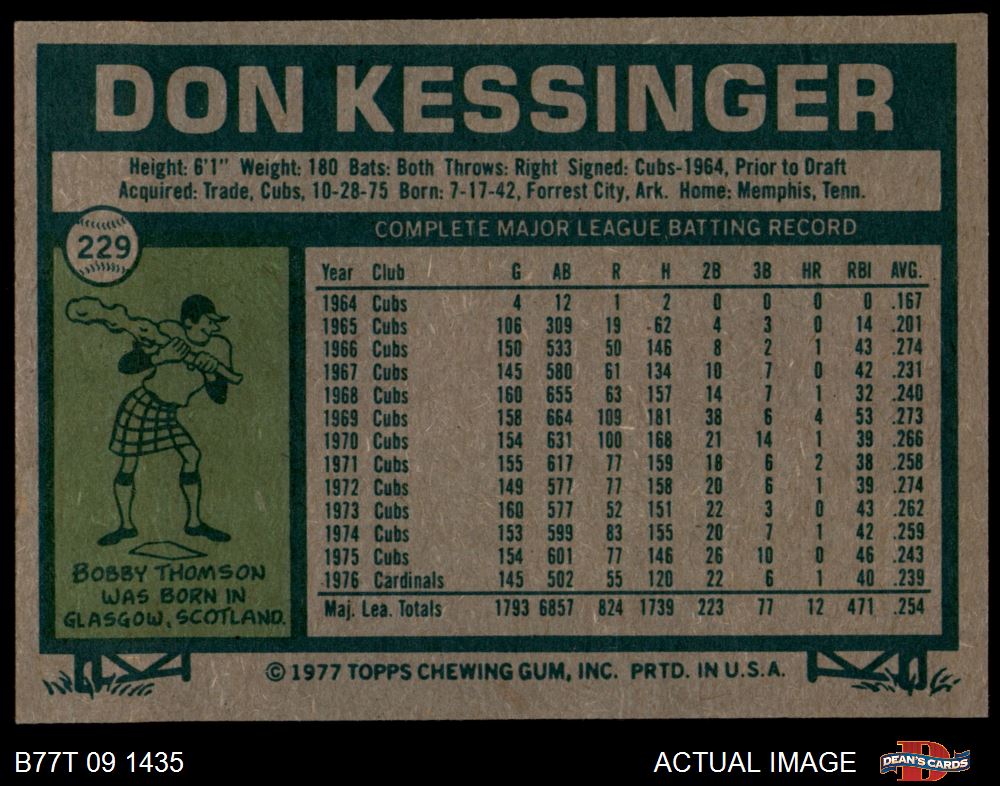 DON KESSINGER
Height: 6'1" Weight: 180 Bats: Both Throws: Right Signed: Cubs-1964, Prior to Draft
Acquired: Trade, Cubs, 10-28-75 Born: 7-17-42, Forrest City, Ark. Home: Memphis, Tenn.
229
COMPLETE MAJOR LEAGUE BATTING RECORD
Year Club G AB R H 2B 3B HR RBI AVG.
1964 Cubs 4 12 1 2 0 0 0 0 .167
1965 Cubs 106 309 19 62 4 3 0 14 .201
1966 Cubs 150 533 50 146 8 2 1 43 .274
1967 Cubs 145 580 61 134 10 7 0 42 .231
1968 Cubs 160 655 63 157 14 7 1 32 .240
1969 Cubs 158 664 109 181 38 6 4 53 .273
1970 Cubs 154 631 100 168 21 14 1 39 .266
1971 Cubs 155 617 77 159 18 6 2 38 .258
1972 Cubs 149 577 77 158 20 6 1 39 .274
1973 Cubs 160 577 52 151 22 3 0 43 .262
1974 Cubs 153 599 83 155 20 7 1 42 .259
1975 Cubs 154 601 77 146 26 10 0 46 .243
1976 Cardinals 145 502 55 120 22 6 1 40 .239
Maj. Lea. Totals 1793 6857 824 1739 223 77 12 471 .254
BOBBY THOMSON
WAS BORN IN
GLASGOW, SCOTLAND.
© 1977 TOPPS CHEWING GUM, INC. PRTD. IN U.S.A.
B77T 09 1435
ACTUAL IMAGE
DEAN'S CARDS